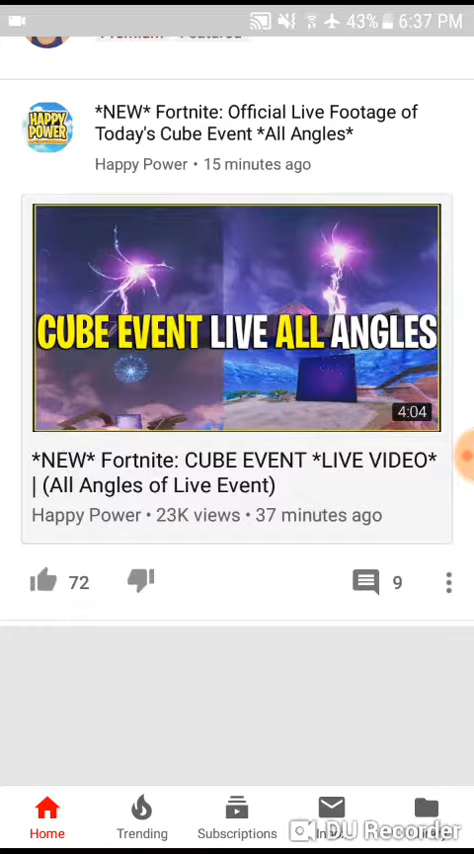 43% 6:37 PM
Premium Featured
*NEW* Fortnite: Official Live Footage of
Today's Cube Event *All Angles*
HAPPY
POWER
Happy Power • 15 minutes ago
CUBE EVENT LIVE ALL ANGLES
4:04
*NEW* Fortnite: CUBE EVENT *LIVE VIDEO*
| (All Angles of Live Event)
Happy Power • 23K views • 37 minutes ago
72
9
Home
Trending
Subscriptions
DU Recorder